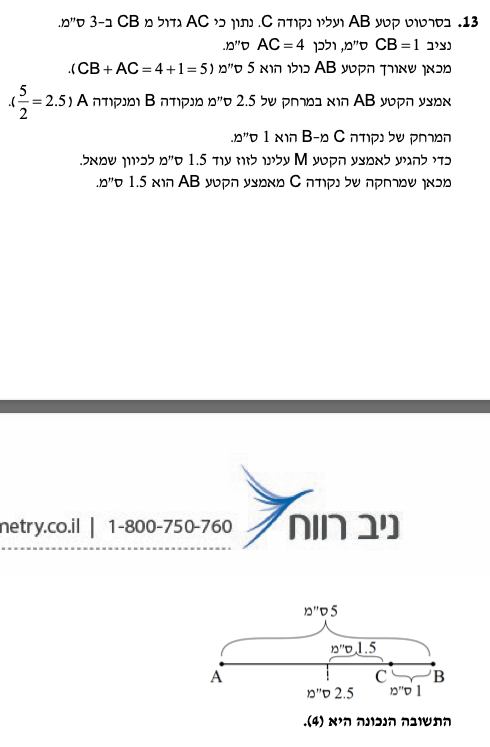 13. בסרטוט קטע AB ועליו נקודה C. נתון כי AC גדול מ CB ב-3 ס"מ.
נציב CB = 1 ס"מ, ולכן AC = 4 ס"מ.
מכאן שאורך הקטע AB כולו הוא 5 ס"מ (CB + AC = 4 + 1 = 5).
אמצע הקטע AB הוא במרחק של 2.5 ס"מ מנקודה B ומנקודה A (5/2 = 2.5).
המרחק של נקודה C מ-B הוא 1 ס"מ.
כדי להגיע לאמצע הקטע M עלינו לזוז עוד 1.5 ס"מ לכיוון שמאל.
מכאן שמרחקה של נקודה C מאמצע הקטע AB הוא 1.5 ס"מ.
ניב רווח
metry.co.il | 1-800-750-760
5 ס"מ
1.5 ס"מ
A C B
2.5 ס"מ 1 ס"מ
התשובה הנכונה היא (4).